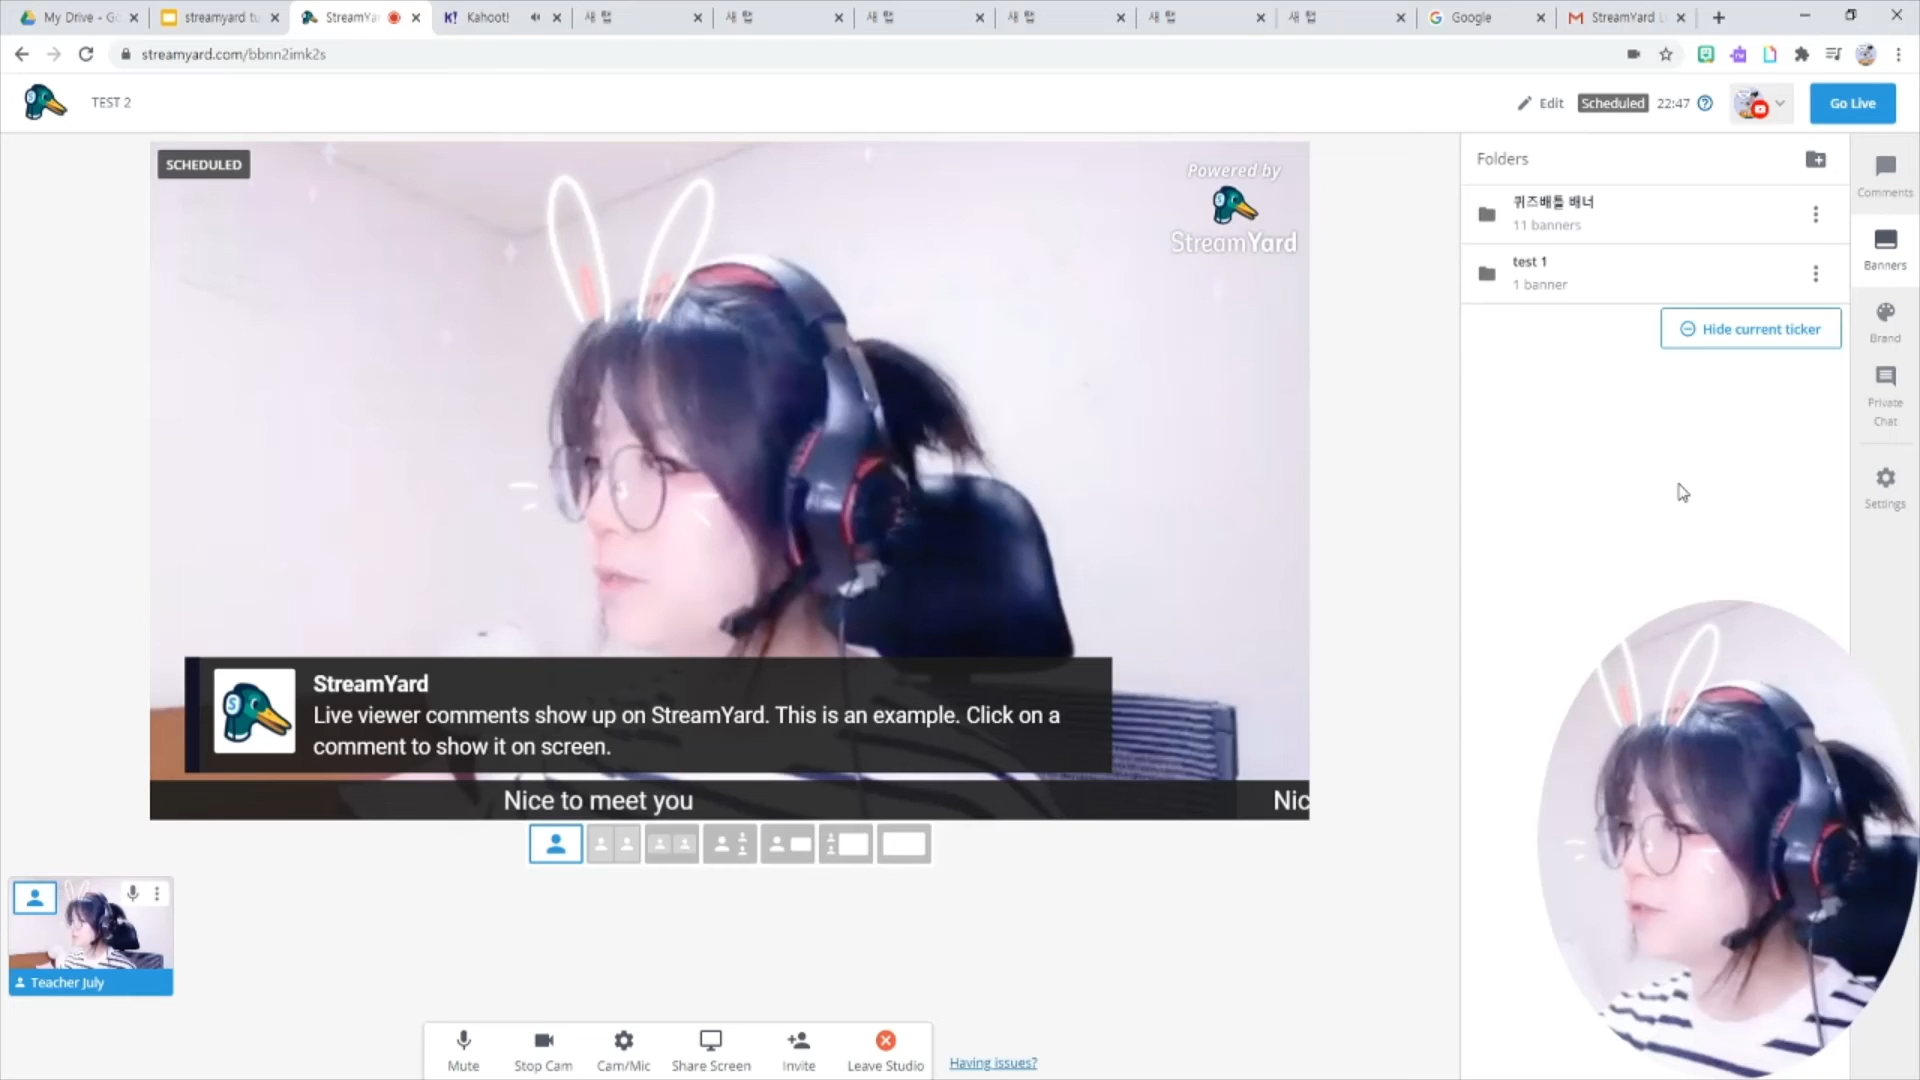 My Drive - Go
streamyard tu
StreamYar
K! Kahoot!
새 탭
새 탭
새 탭
새 탭
새 탭
새 탭
Google
StreamYard L
streamyard.com/bbnn2imk2s
TEST 2
Edit
Scheduled
22:47
Go Live
SCHEDULED
Powered by
StreamYard
Folders
퀴즈배틀 배너
11 banners
test 1
1 banner
Hide current ticker
Comments
Banners
Brand
Private
Chat
Settings
StreamYard
Live viewer comments show up on StreamYard. This is an example. Click on a
comment to show it on screen.
Nice to meet you
Nic
Teacher July
Mute
Stop Cam
Cam/Mic
Share Screen
Invite
Leave Studio
Having issues?